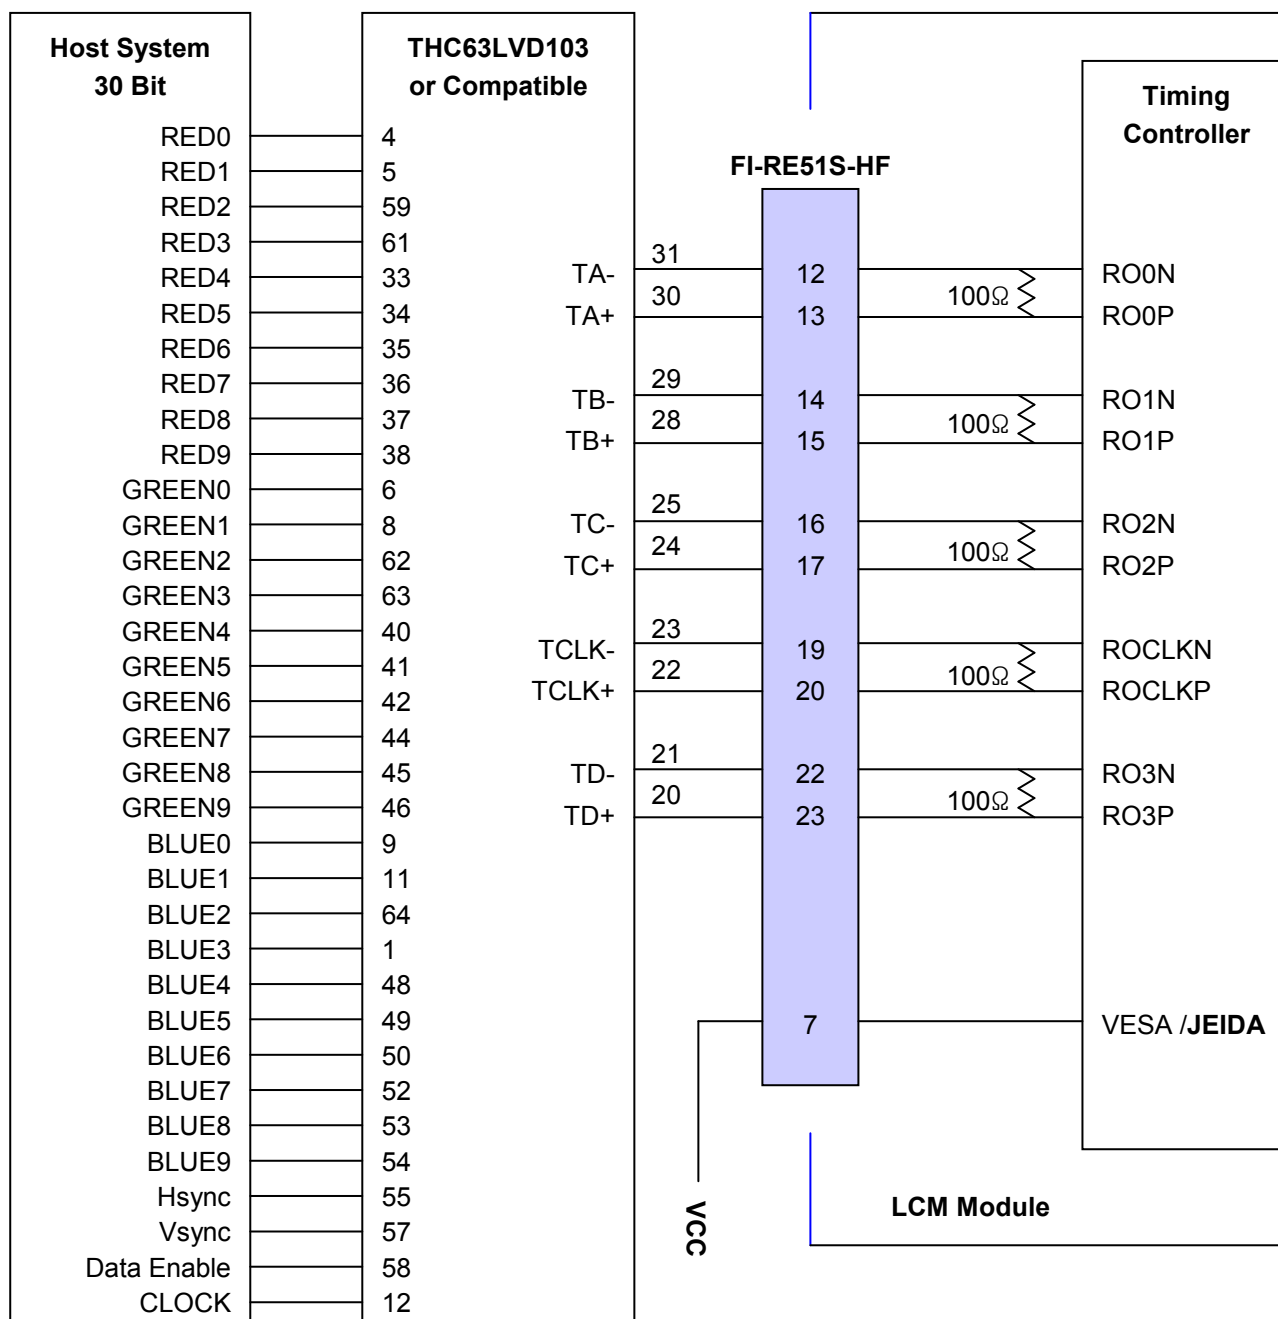 Host System
30 Bit
RED0
RED1
RED2
RED3
RED4
RED5
RED6
RED7
RED8
RED9
GREEN0
GREEN1
GREEN2
GREEN3
GREEN4
GREEN5
GREEN6
GREEN7
GREEN8
GREEN9
BLUE0
BLUE1
BLUE2
BLUE3
BLUE4
BLUE5
BLUE6
BLUE7
BLUE8
BLUE9
Hsync
Vsync
Data Enable
CLOCK
THC63LVD103
or Compatible
4
5
59
61
33
34
35
36
37
38
6
8
62
63
40
41
42
44
45
46
9
11
64
1
48
49
50
52
53
54
55
57
58
12
TA-
TA+
TB-
TB+
TC-
TC+
TCLK-
TCLK+
TD-
TD+
31
30
29
28
25
24
23
22
21
20
VCC
FI-RE51S-HF
12
13
14
15
16
17
19
20
22
23
7
100Ω
100Ω
100Ω
100Ω
100Ω
Timing
Controller
RO0N
RO0P
RO1N
RO1P
RO2N
RO2P
ROCLKN
ROCLKP
RO3N
RO3P
VESA /JEIDA
LCM Module